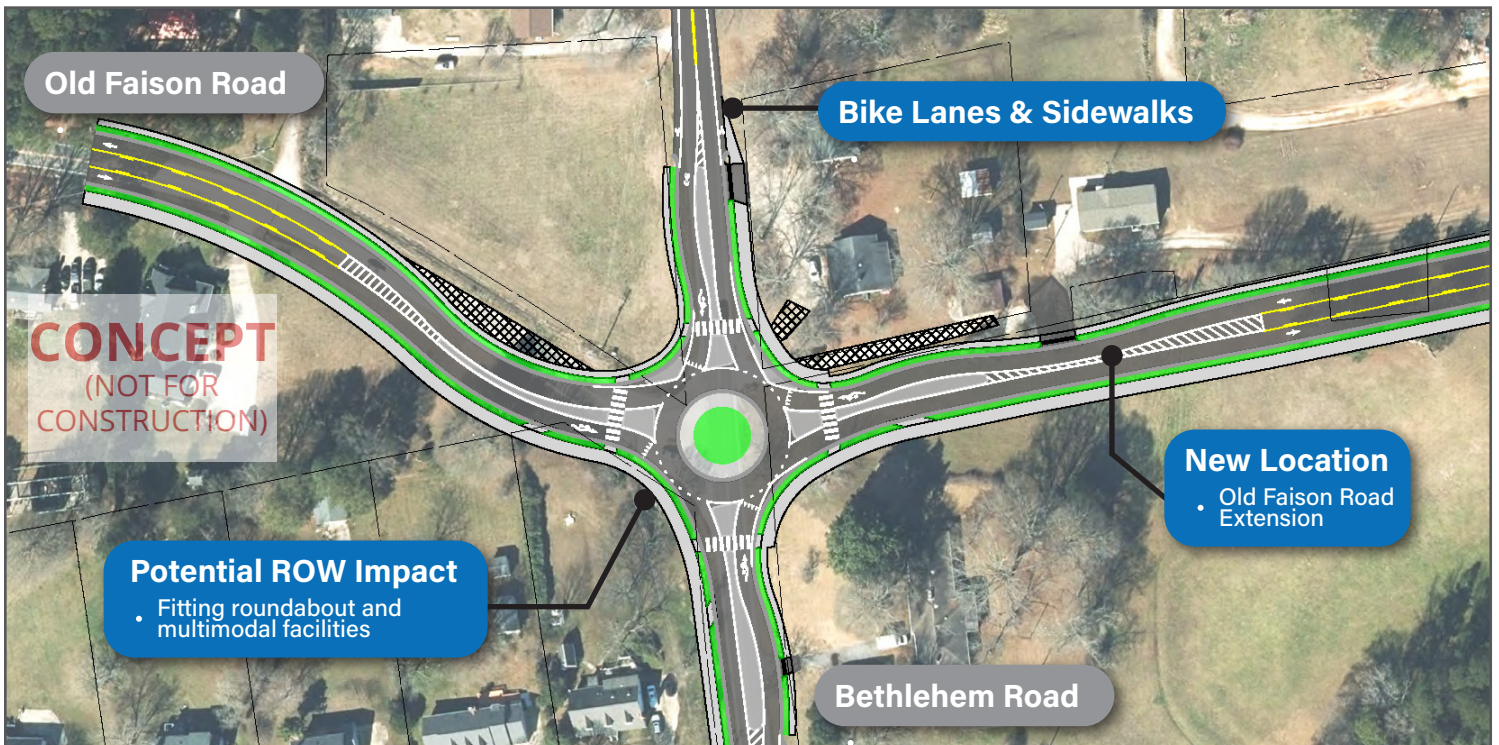 Old Faison Road
Bike Lanes & Sidewalks
CONCEPT
(NOT FOR
CONSTRUCTION)
New Location
• Old Faison Road
Extension
Potential ROW Impact
• Fitting roundabout and
multimodal facilities
Bethlehem Road